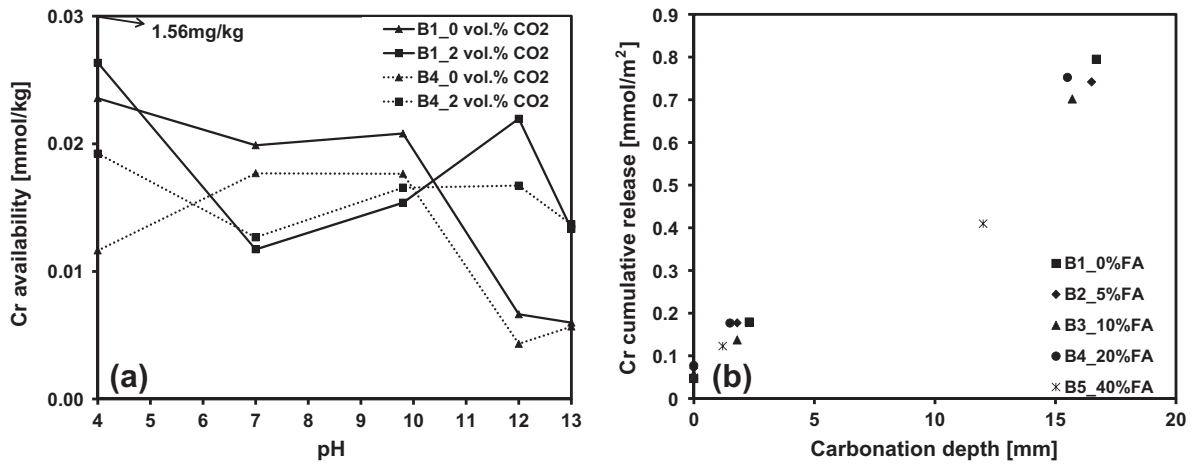 0.03
0.02
0.01
0.00
Cr availability [mmol/kg]
1.56mg/kg
B1_0 vol.% CO2
B1_2 vol.% CO2
B4_0 vol.% CO2
B4_2 vol.% CO2
(a)
4 5 6 7 8 9 10 11 12 13
pH
0.9
0.8
0.7
0.6
0.5
0.4
0.3
0.2
0.1
0
Cr cumulative release [mmol/m²]
B1_0%FA
B2_5%FA
B3_10%FA
B4_20%FA
B5_40%FA
(b)
0 5 10 15 20
Carbonation depth [mm]